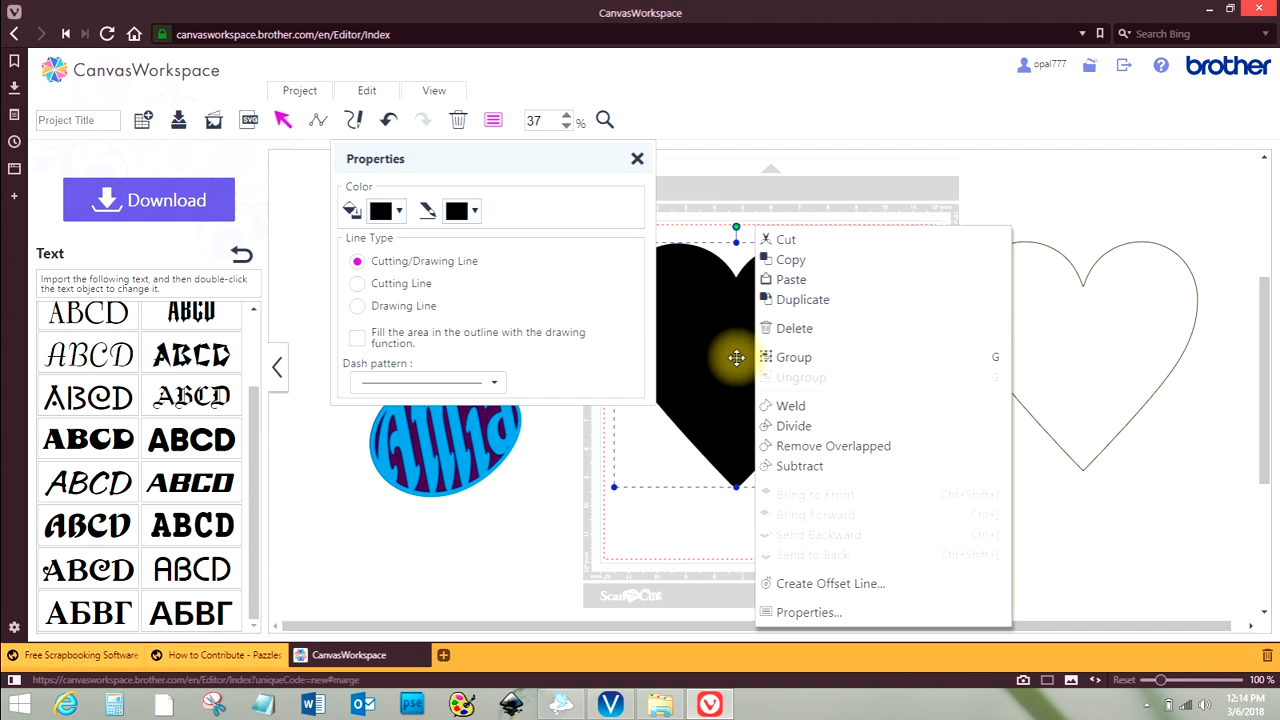 CanvasWorkspace
canvasworkspace.brother.com/en/Editor/Index
Search Bing
CanvasWorkspace
opal777
brother
Project
Edit
View
Project Title
SVG
37
%
Download
Text
Import the following text, and then double-click
the text object to change it.
ABCD
ABCD
ABCD
ABCD
ABCD
ABCD
ABCD
ABCD
ABCD
ABCD
ABCD
ABCD
ABCD
ABCD
АБВГ
АБВГ
Properties
Color
Line Type
Cutting/Drawing Line
Cutting Line
Drawing Line
Fill the area in the outline with the drawing
function.
Dash pattern :
Cut
Copy
Paste
Duplicate
Delete
Group G
Ungroup G
Weld
Divide
Remove Overlapped
Subtract
Bring to Front Ctrl+Shift+]
Bring Forward Ctrl+]
Send Backward Ctrl+[
Send to Back Ctrl+Shift+[
Create Offset Line...
Properties...
Free Scrapbooking Software
How to Contribute - Pazzles
CanvasWorkspace
https://canvasworkspace.brother.com/en/Editor/Index?uniqueCode=new#marge
Reset
100 %
12:14 PM
3/6/2018